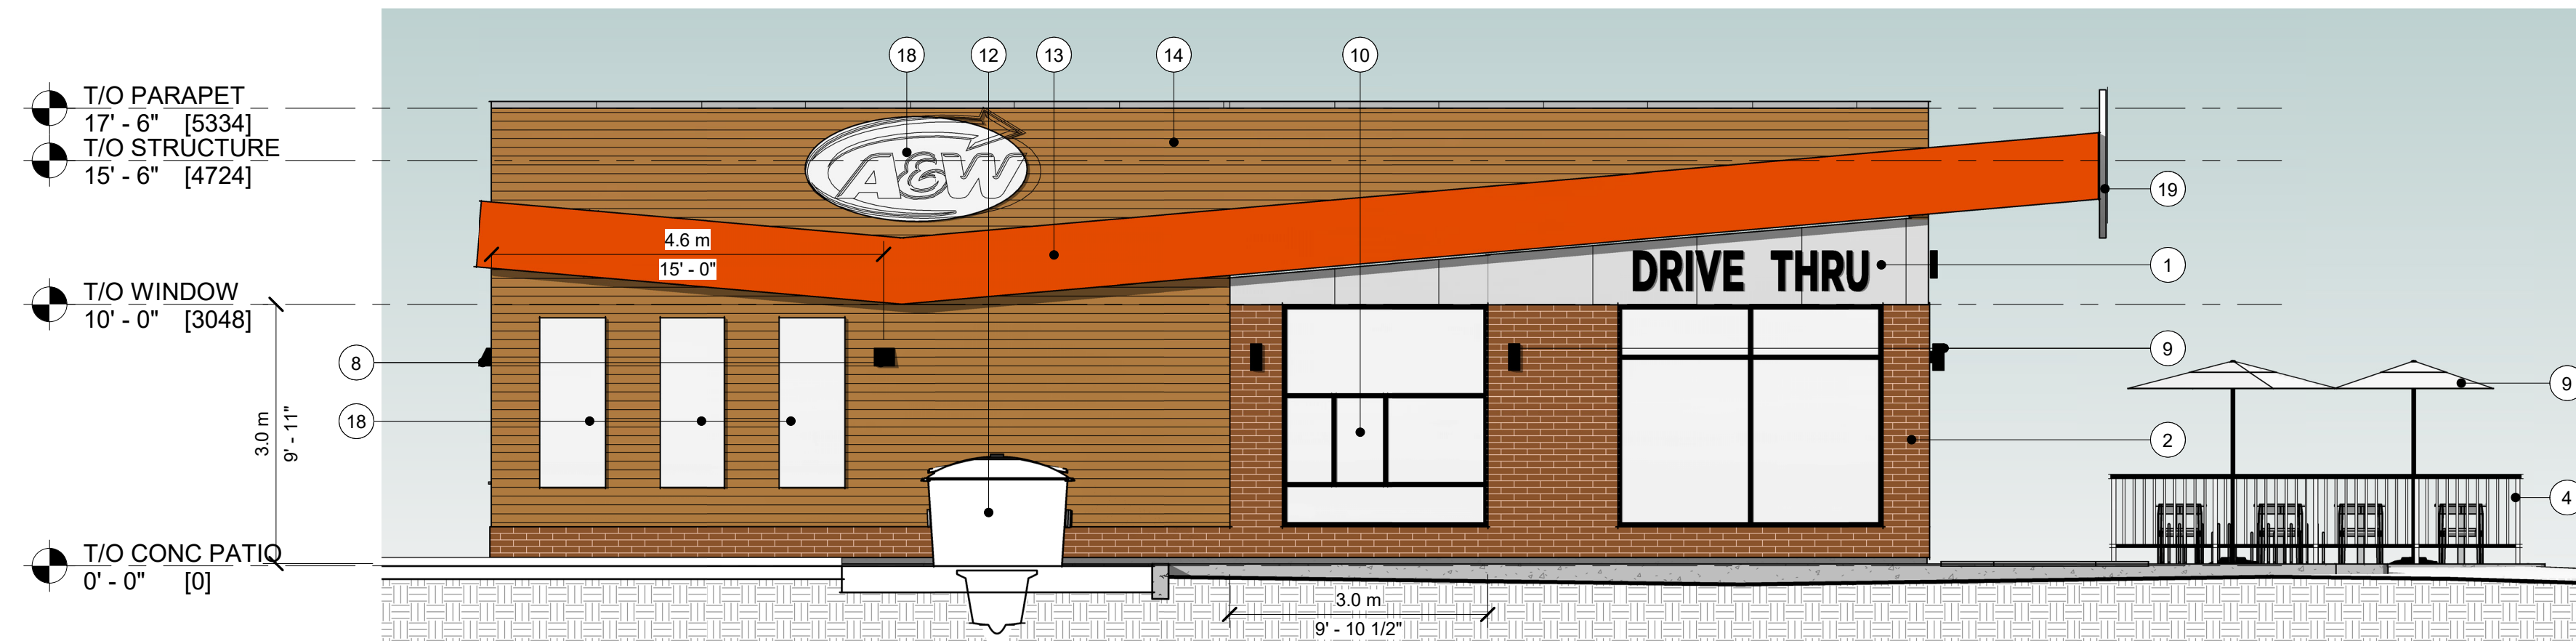 18
12
13
14
10
T/O PARAPET
17' - 6" [5334]
T/O STRUCTURE
15' - 6" [4724]
A&W
19
4.6 m
15' - 0"
DRIVE THRU
1
T/O WINDOW
10' - 0" [3048]
8
9
9
18
3.0 m
9' - 11"
2
4
T/O CONC PATIO
0' - 0" [0]
3.0 m
9' - 10 1/2"